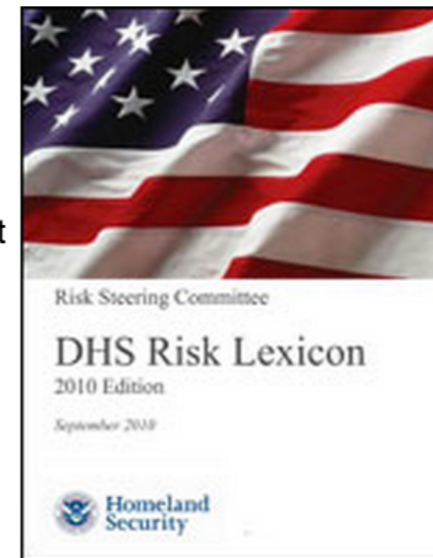 t
Risk Steering Committee
DHS Risk Lexicon
2010 Edition
September 2010
Homeland
Security